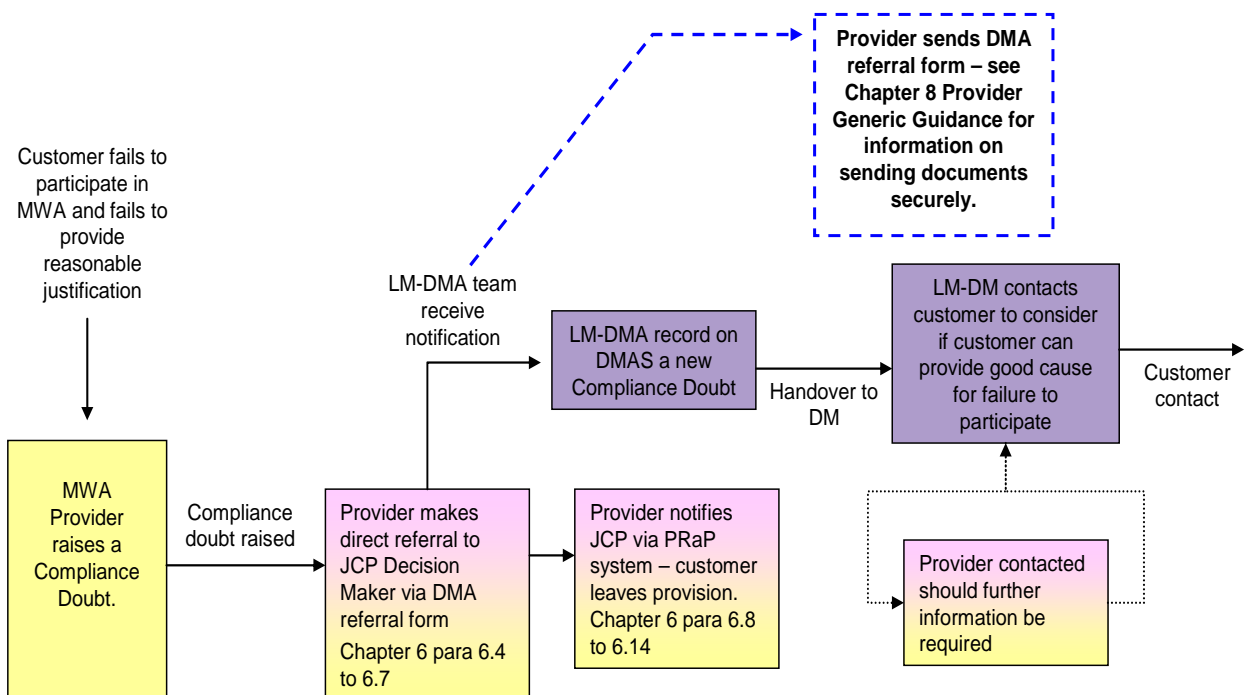 Provider sends DMA
referral form – see
Chapter 8 Provider
Generic Guidance for
information on
sending documents
securely.
Customer fails to
participate in
MWA and fails to
provide
reasonable
justification
LM-DMA team
receive
notification
LM-DMA record on
DMAS a new
Compliance Doubt
Handover to
DM
LM-DM contacts
customer to consider
if customer can
provide good cause
for failure to
participate
Customer
contact
MWA
Provider
raises a
Compliance
Doubt.
Compliance
doubt raised
Provider makes
direct referral to
JCP Decision
Maker via DMA
referral form
Chapter 6 para 6.4
to 6.7
Provider notifies
JCP via PRaP
system – customer
leaves provision.
Chapter 6 para 6.8
to 6.14
Provider contacted
should further
information be
required